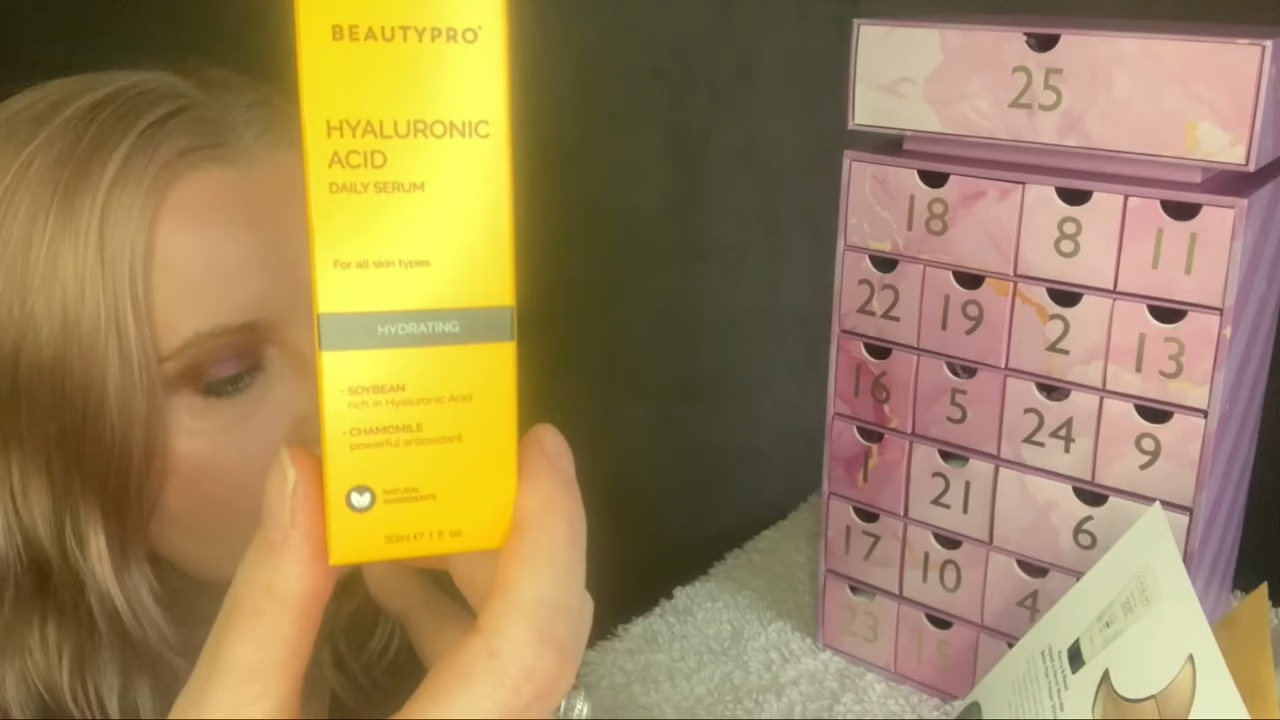 BEAUTYPRO
HYALURONIC
ACID
DAILY SERUM
For all skin types
HYDRATING
• SOYBEAN
rich in Hyaluronic Acid
• CHAMOMILE
powerful antioxidant
NATURAL
INGREDIENTS
30ml e 1 fl. oz
25
18 8 11
22 19 2 13
16 5 24 9
1 21 6
17 10 4
23 15